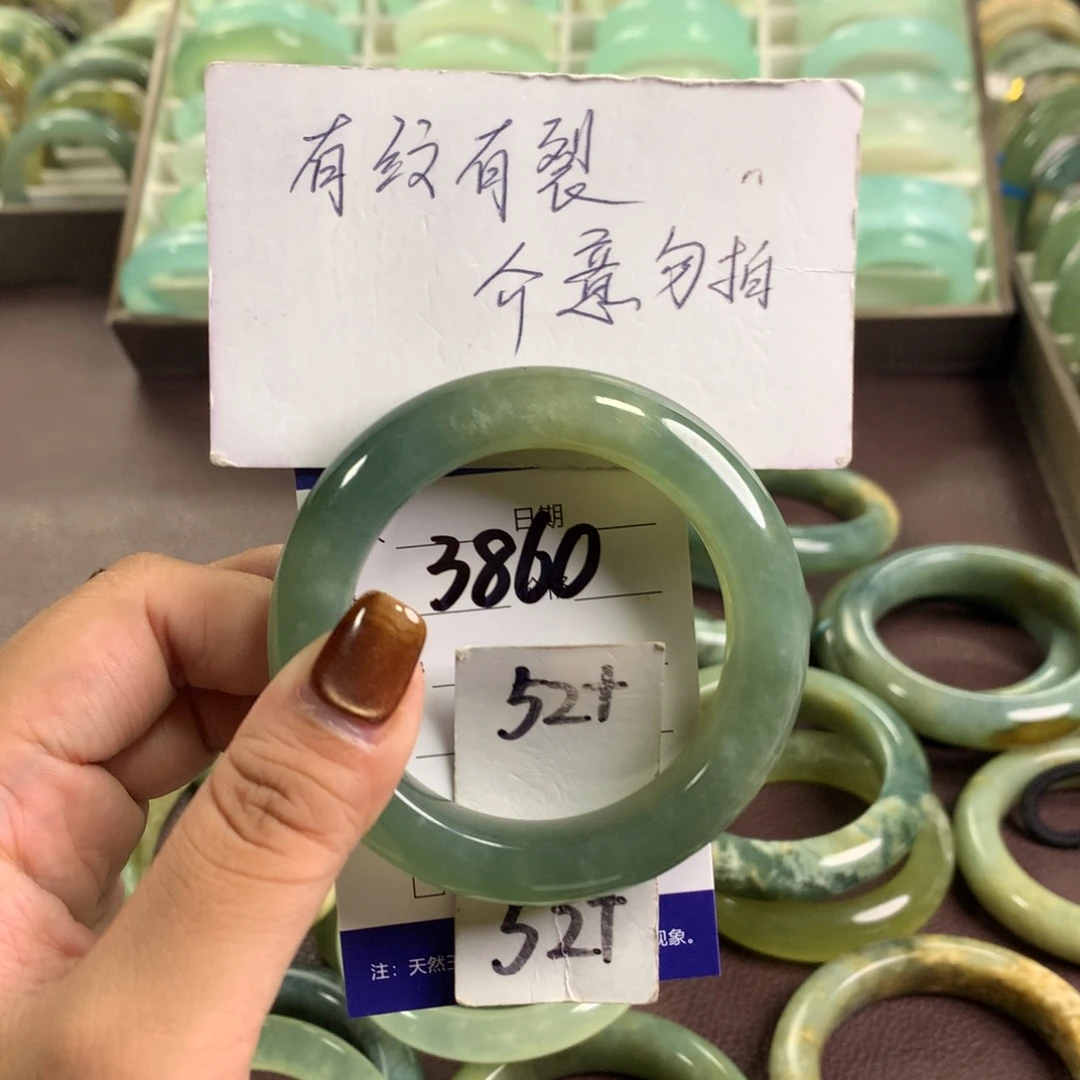 有纹有裂
介意勿拍
日期
3860
52+
52+
注：天然
现象。